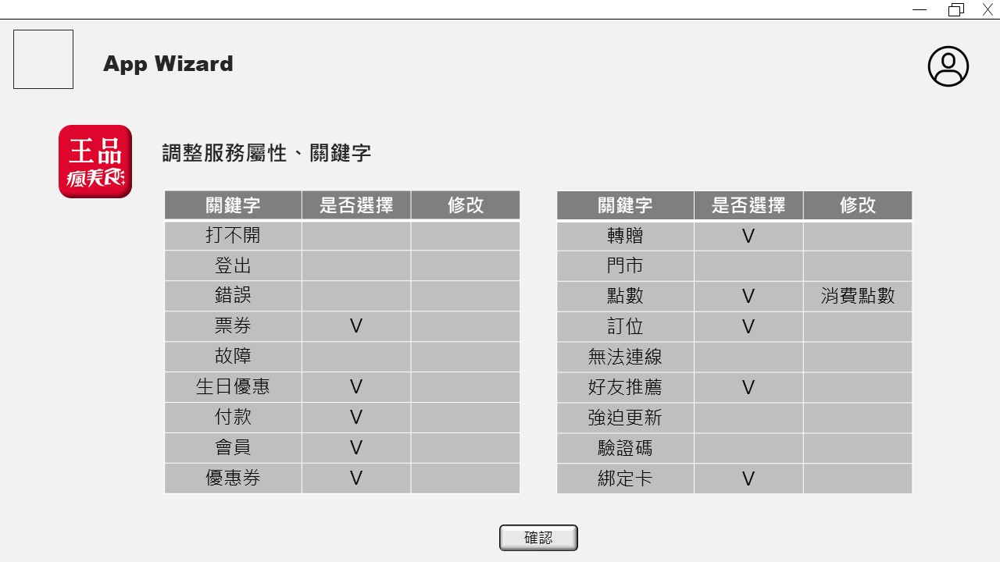 App Wizard
王品
瘋美食
調整服務屬性、關鍵字
關鍵字 是否選擇 修改
打不開
登出
錯誤
票券 V
故障
生日優惠 V
付款 V
會員 V
優惠券 V
關鍵字 是否選擇 修改
轉贈 V
門市
點數 V 消費點數
訂位 V
無法連線
好友推薦 V
強迫更新
驗證碼
綁定卡 V
確認